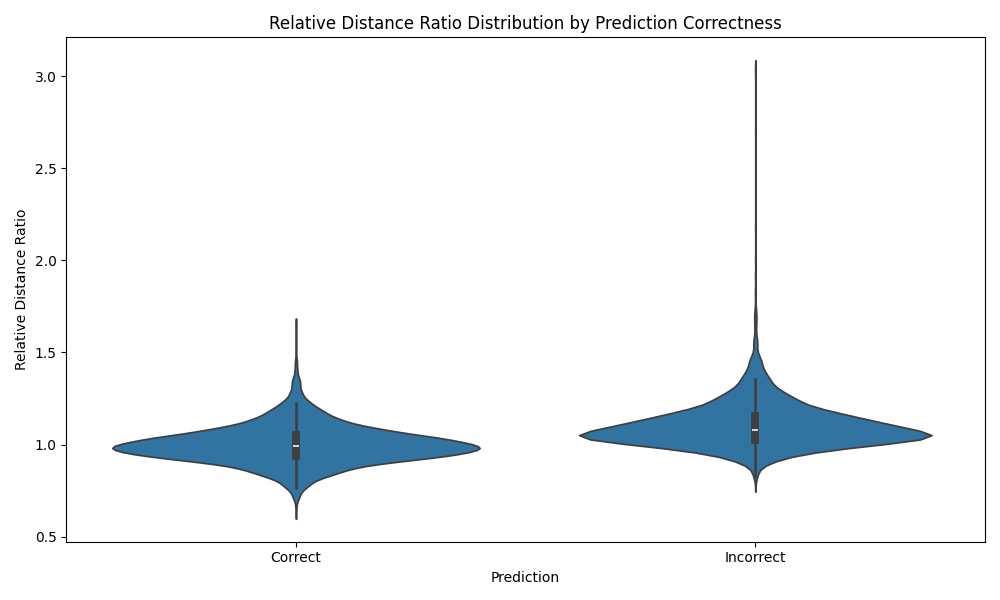 Relative Distance Ratio Distribution by Prediction Correctness
Relative Distance Ratio
3.0
2.5
2.0
1.5
1.0
0.5
Correct
Incorrect
Prediction